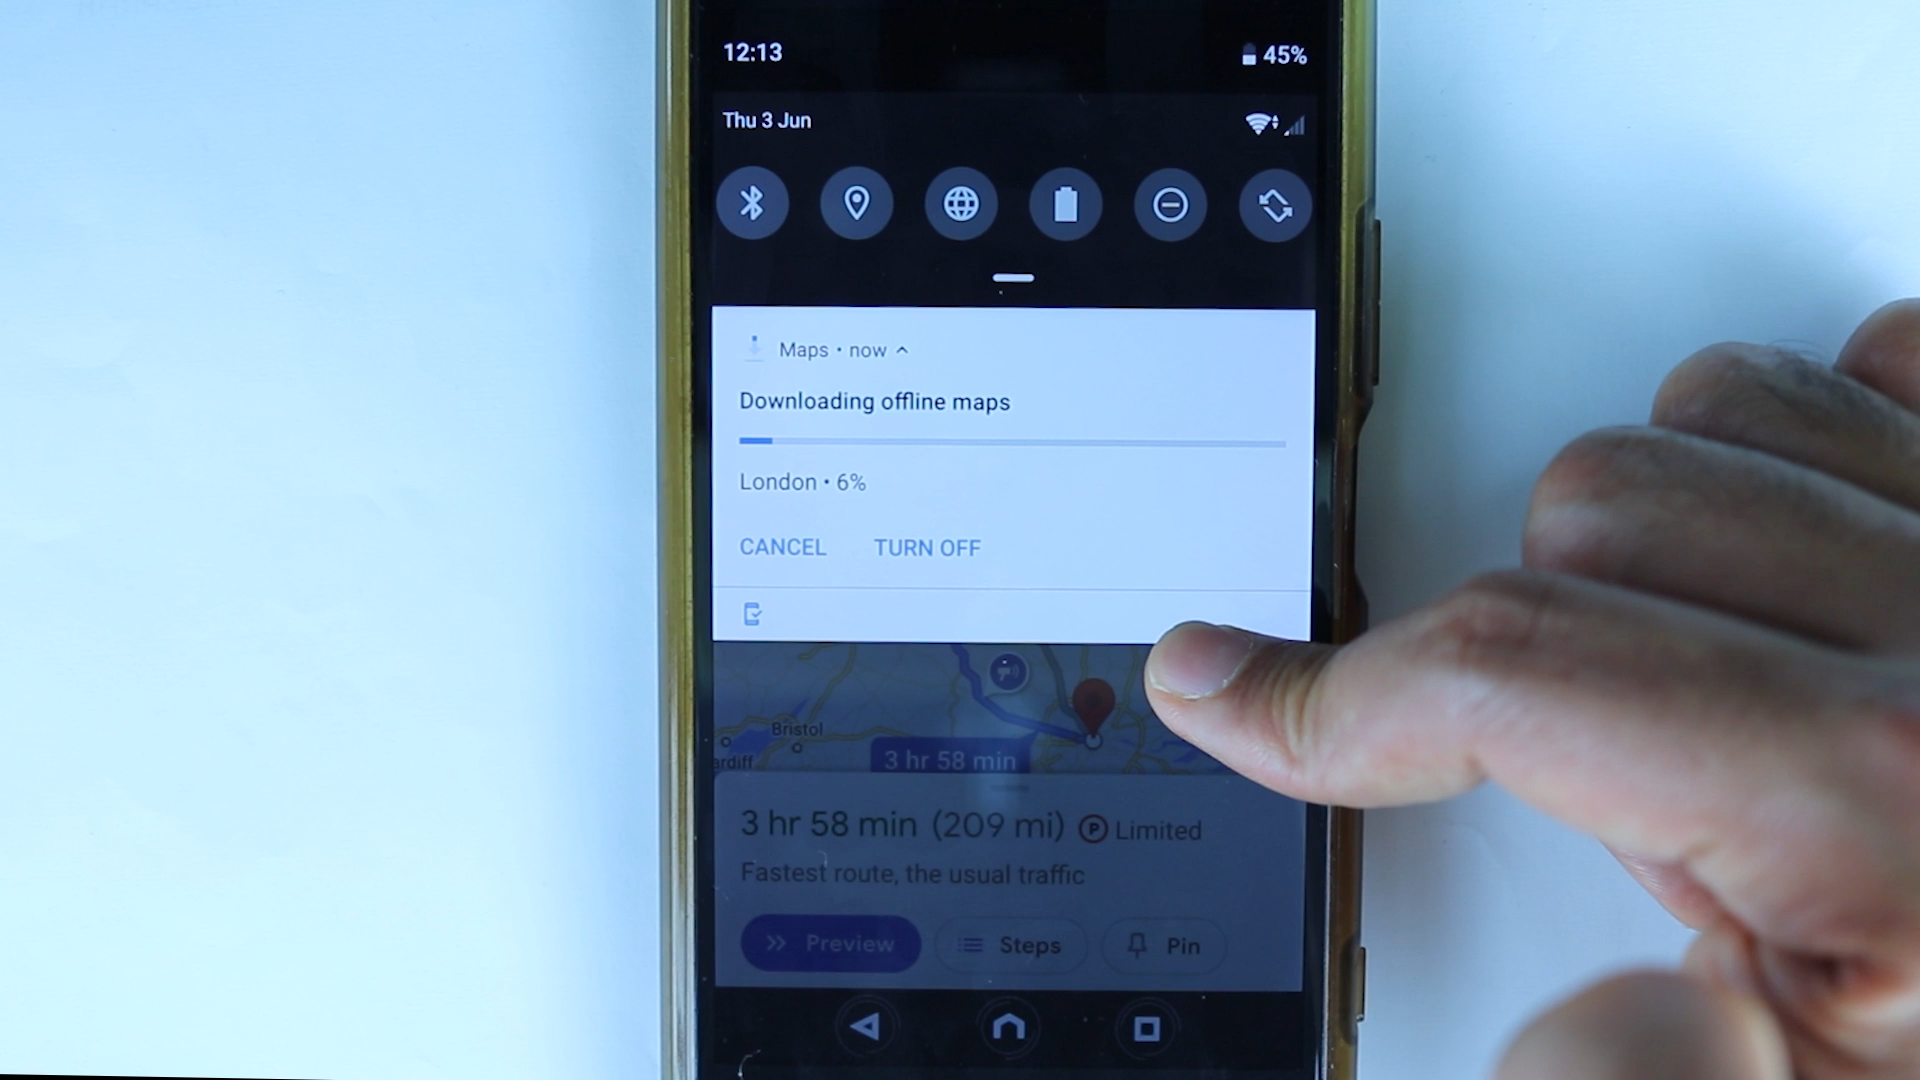 12:13
45%
Thu 3 Jun
Maps • now
Downloading offline maps
London • 6%
CANCEL TURN OFF
Bristol
ardiff
3 hr 58 min
3 hr 58 min (209 mi) P Limited
Fastest route, the usual traffic
Preview Steps Pin